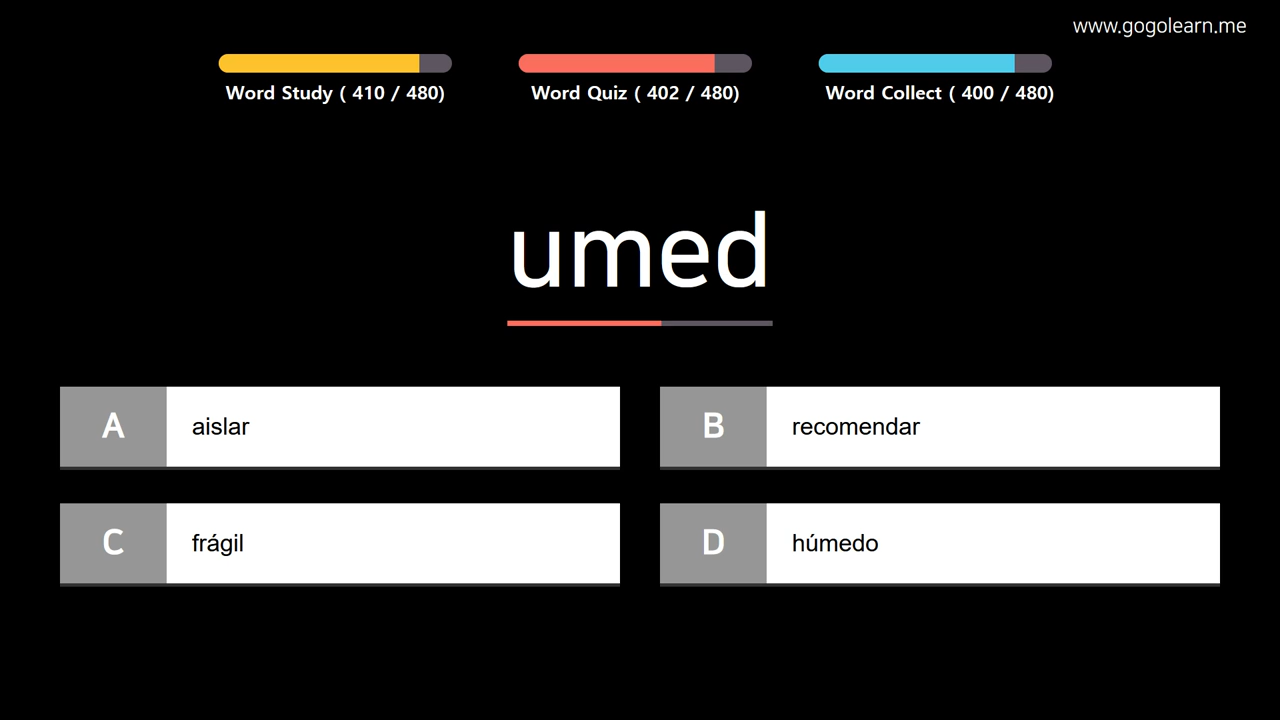 www.gogolearn.me
Word Study ( 410 / 480)
Word Quiz ( 402 / 480)
Word Collect ( 400 / 480)
umed
A aislar
B recomendar
C frágil
D húmedo